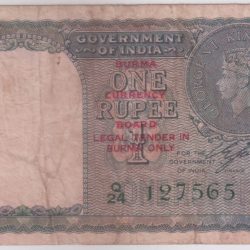 GOVERNMENT
OF INDIA
BURMA
ONE
CURRENCY
RUPEE
BOARD
LEGAL TENDER IN
BURMA ONLY
1
FOR THE
GOVERNMENT
OF INDIA
Q/24 127565